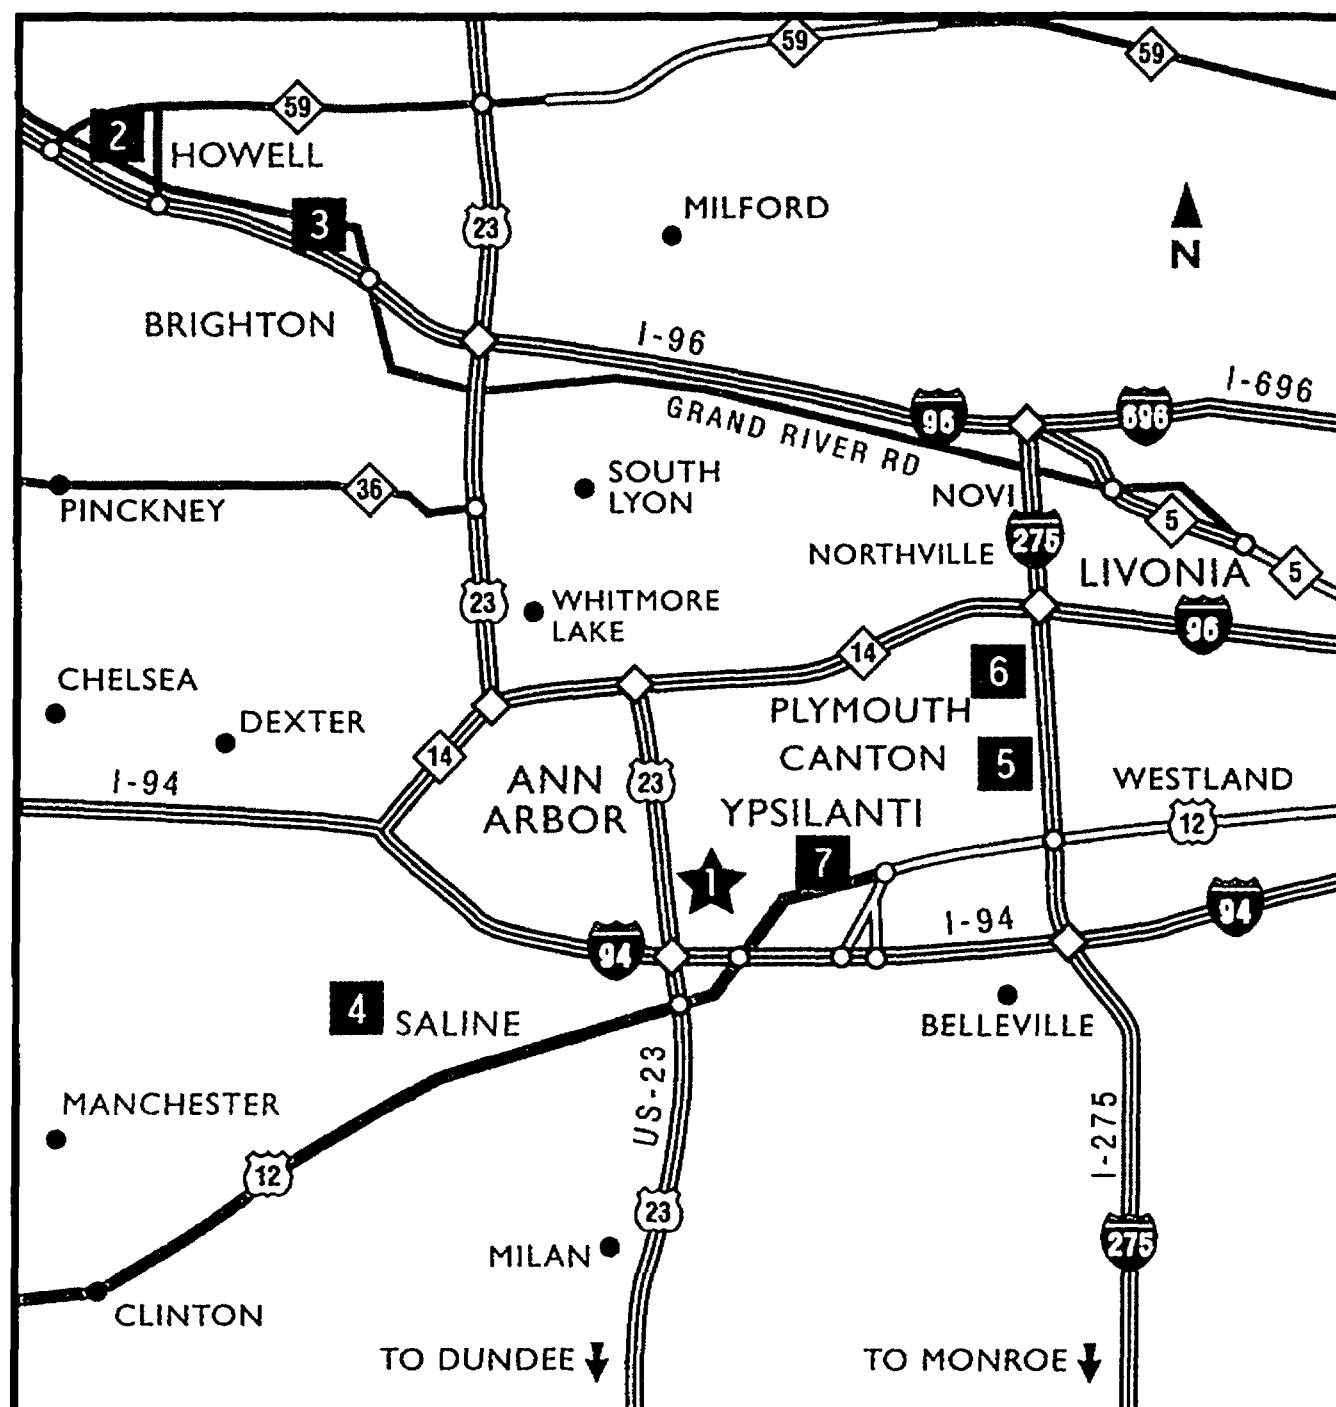 59
59
59
2
HOWELL
MILFORD
3
23
N
BRIGHTON
I-96
I-696
96
696
GRAND RIVER RD
SOUTH
LYON
36
PINCKNEY
NOVI
5
275
NORTHVILLE
LIVONIA
5
23
WHITMORE
LAKE
96
14
6
CHELSEA
DEXTER
PLYMOUTH
14
CANTON
5
I-94
ANN
ARBOR
23
WESTLAND
YPSILANTI
12
7
1
94
I-94
94
4
SALINE
BELLEVILLE
US-23
MANCHESTER
I-275
12
23
275
MILAN
CLINTON
TO DUNDEE
TO MONROE